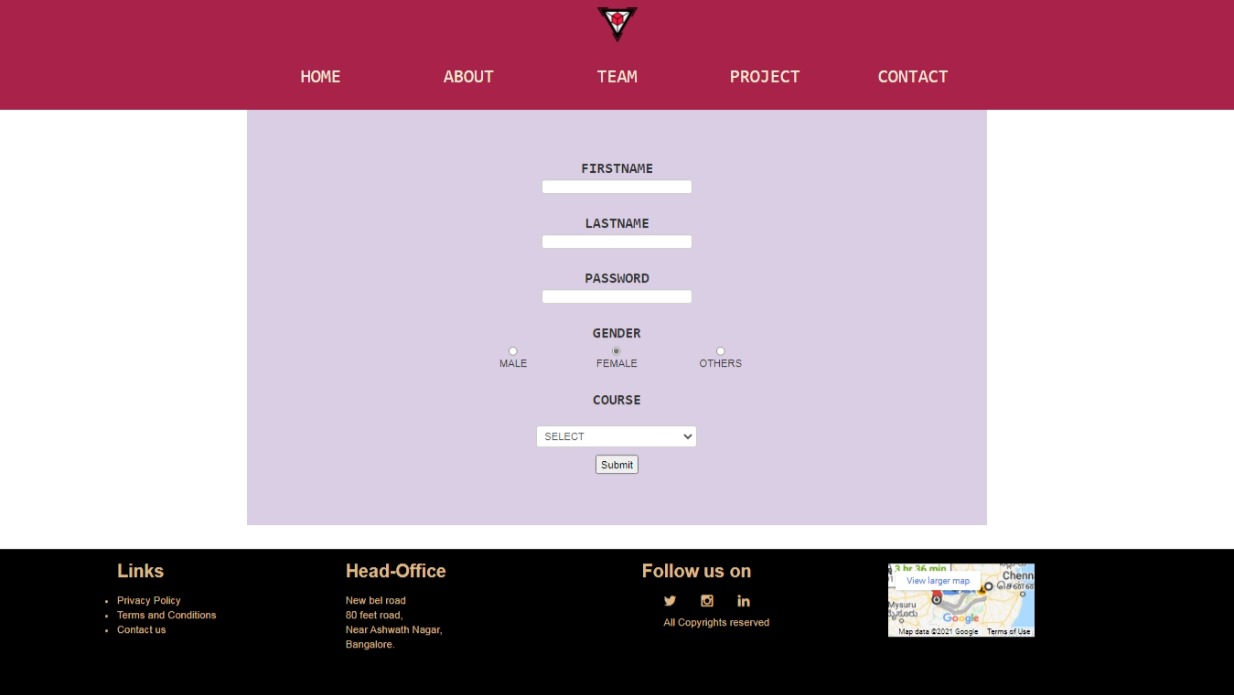 HOME ABOUT TEAM PROJECT CONTACT
FIRSTNAME
LASTNAME
PASSWORD
GENDER
MALE FEMALE OTHERS
COURSE
SELECT
Submit
Links
Privacy Policy
Terms and Conditions
Contact us
Head-Office
New bel road
80 feet road,
Near Ashwath Nagar,
Bangalore.
Follow us on
All Copyrights reserved
3 hr 36 min
View larger map
Chenn
Mysuru
Google
Map data ©2021 Google Terms of Use